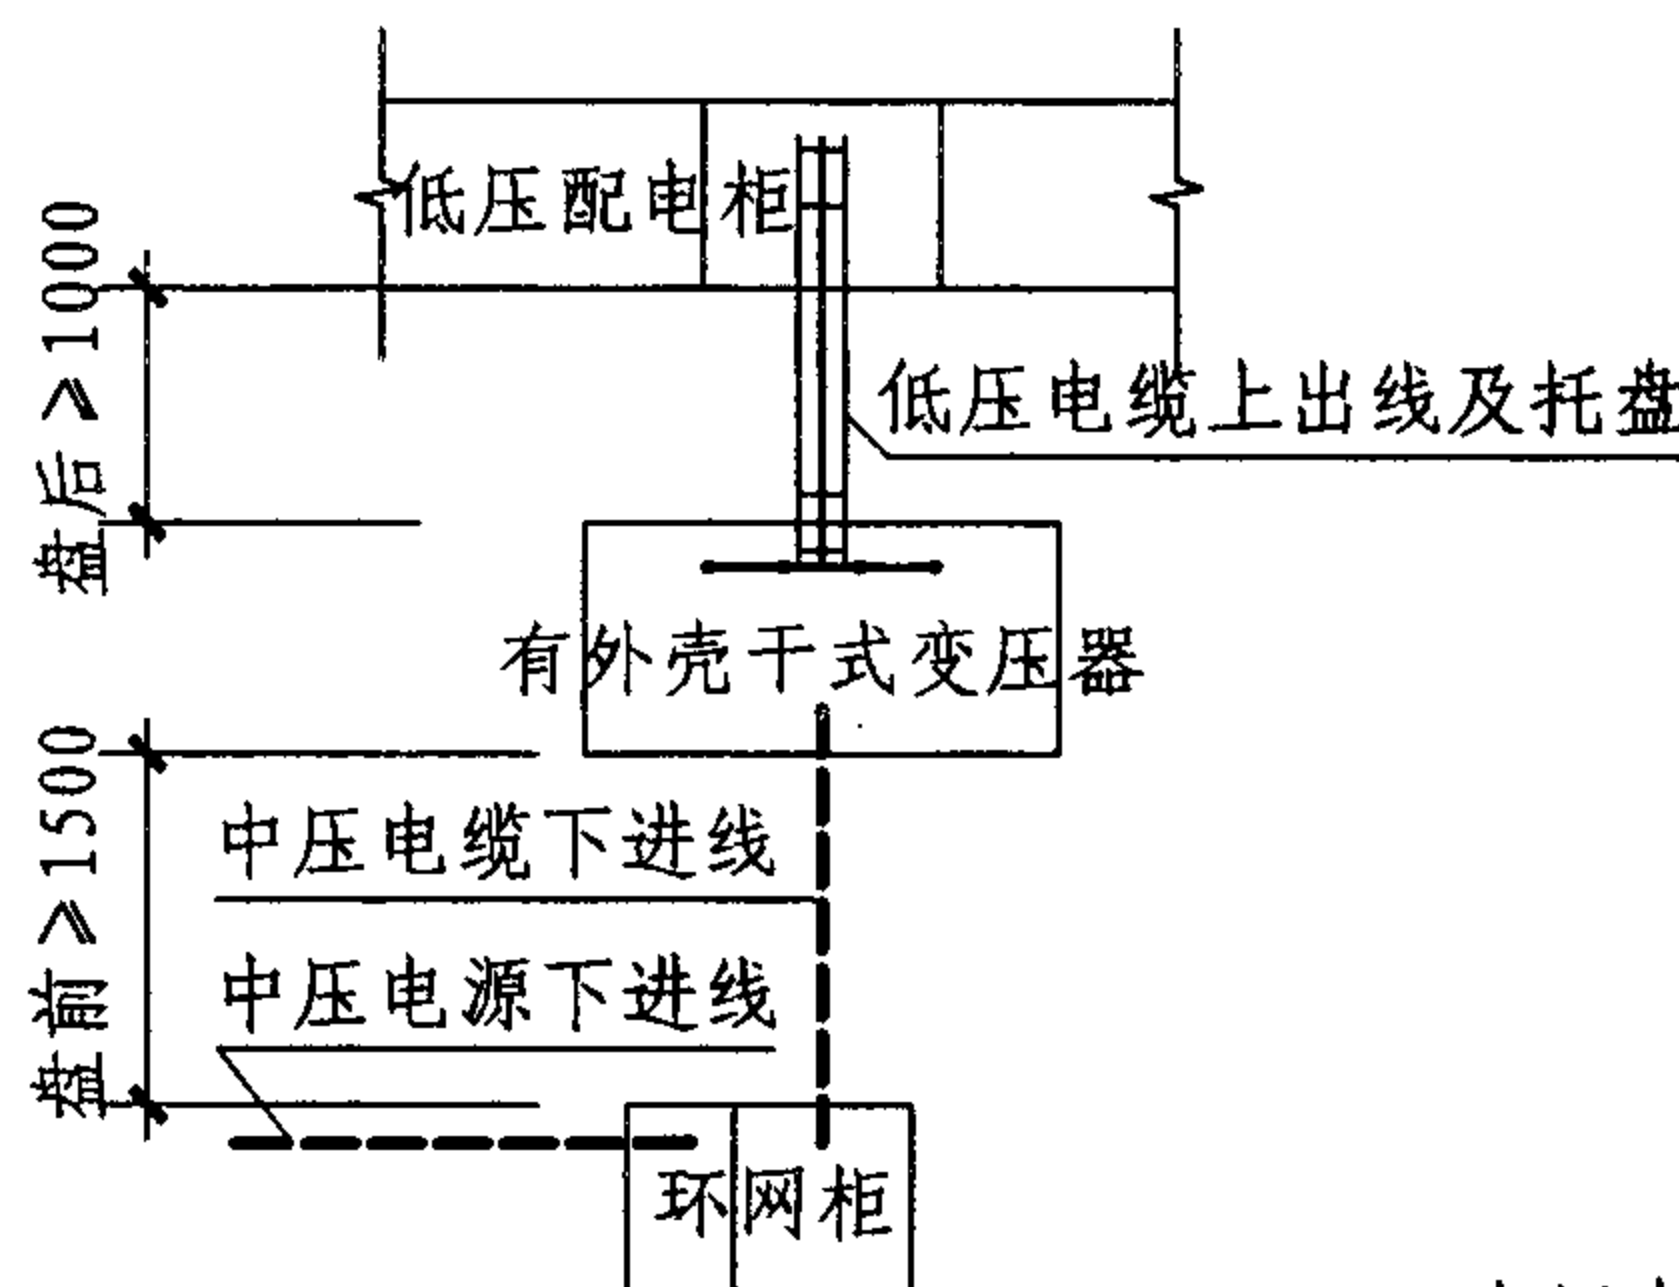 低压配电柜
盘后≥1000
低压电缆上出线及托盘
有外壳干式变压器
盘前≥1500
中压电缆下进线
中压电源下进线
环网柜